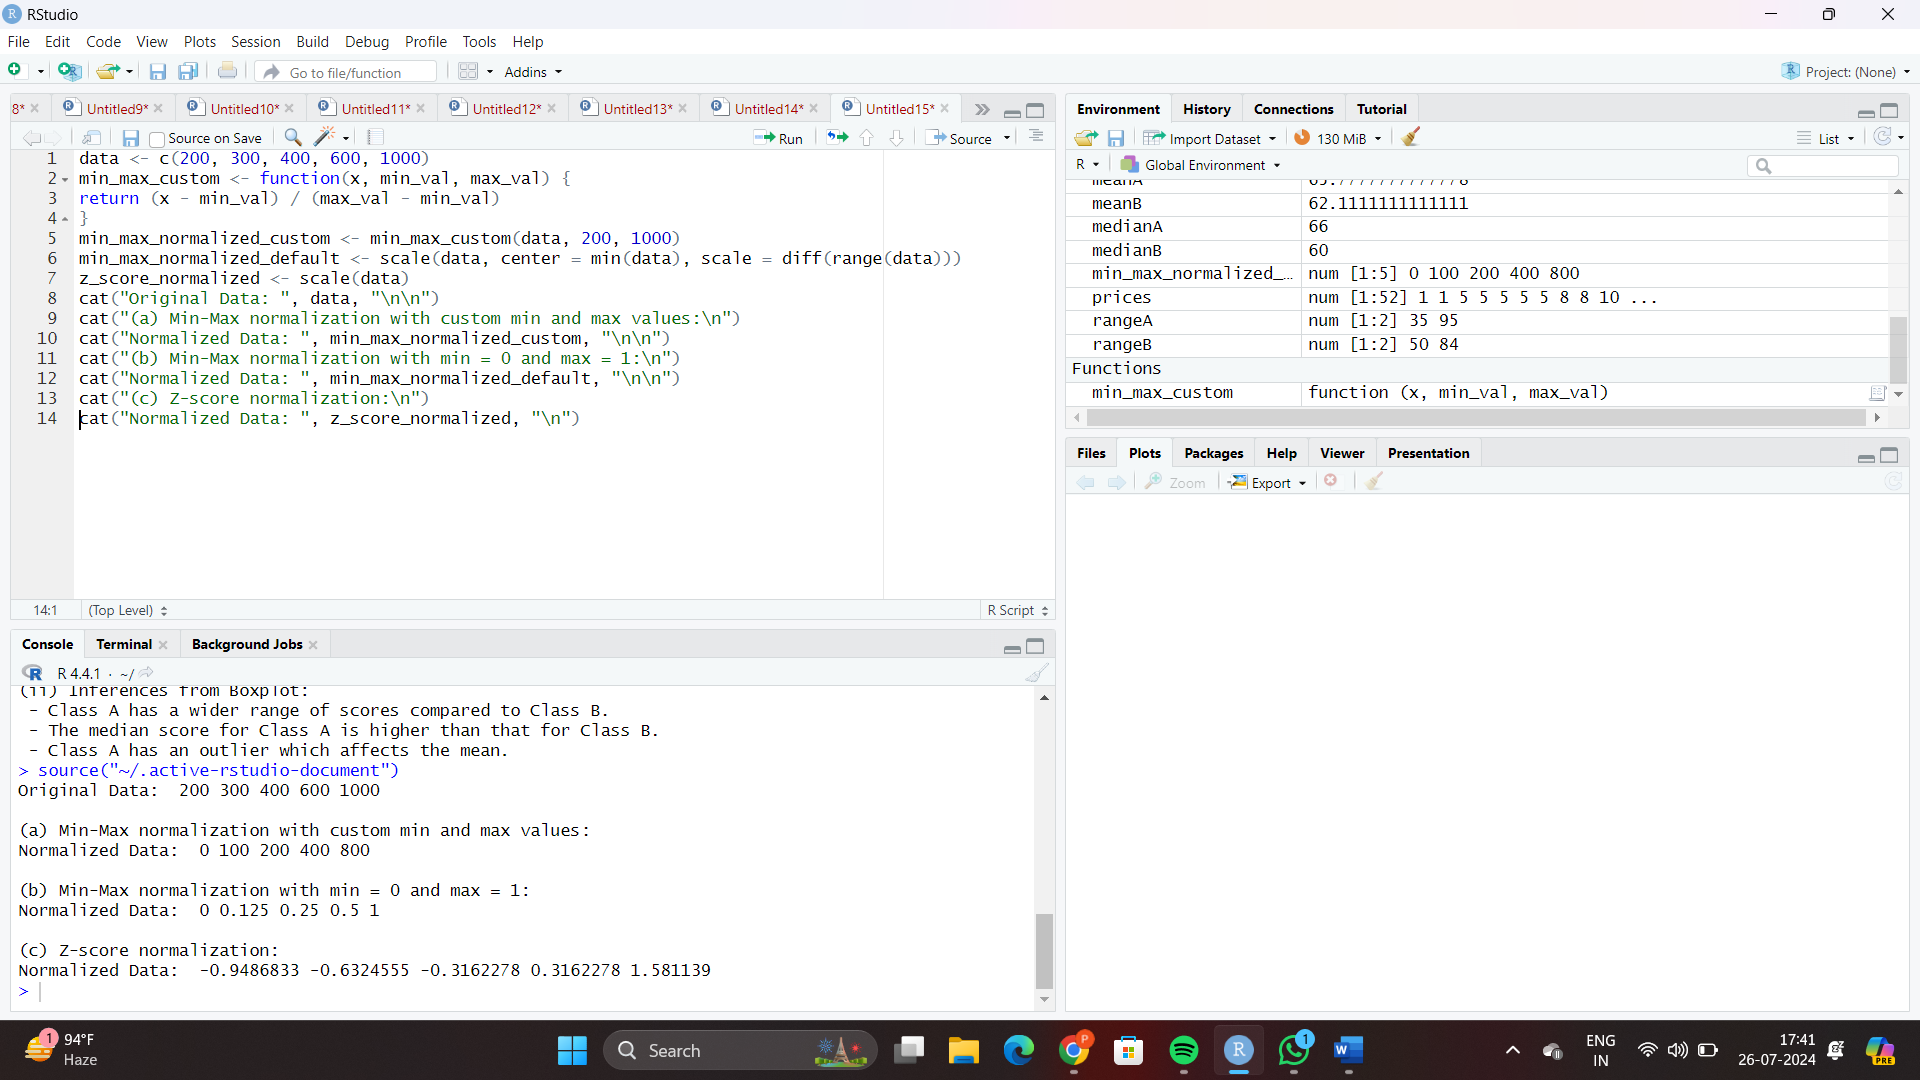 RStudio
File Edit Code View Plots Session Build Debug Profile Tools Help
Go to file/function Addins Project: (None)
8* Untitled9* Untitled10* Untitled11* Untitled12* Untitled13* Untitled14* Untitled15*
Source on Save Run Source
1 data <- c(200, 300, 400, 600, 1000)
2 min_max_custom <- function(x, min_val, max_val) {
3 return (x - min_val) / (max_val - min_val)
4 }
5 min_max_normalized_custom <- min_max_custom(data, 200, 1000)
6 min_max_normalized_default <- scale(data, center = min(data), scale = diff(range(data)))
7 z_score_normalized <- scale(data)
8 cat("Original Data: ", data, "\n\n")
9 cat("(a) Min-Max normalization with custom min and max values:\n")
10 cat("Normalized Data: ", min_max_normalized_custom, "\n\n")
11 cat("(b) Min-Max normalization with min = 0 and max = 1:\n")
12 cat("Normalized Data: ", min_max_normalized_default, "\n\n")
13 cat("(c) Z-score normalization:\n")
14 cat("Normalized Data: ", z_score_normalized, "\n")
14:1 (Top Level) R Script
Console Terminal Background Jobs
R 4.4.1 · ~/
(ii) Inferences from Boxplot:
- Class A has a wider range of scores compared to Class B.
- The median score for Class A is higher than that for Class B.
- Class A has an outlier which affects the mean.
> source("~/.active-rstudio-document")
Original Data:  200 300 400 600 1000
(a) Min-Max normalization with custom min and max values:
Normalized Data:  0 100 200 400 800
(b) Min-Max normalization with min = 0 and max = 1:
Normalized Data:  0 0.125 0.25 0.5 1
(c) Z-score normalization:
Normalized Data:  -0.9486833 -0.6324555 -0.3162278 0.3162278 1.581139
>
Environment History Connections Tutorial
Import Dataset 130 MiB List
R Global Environment
meanA 65.7777777777778
meanB 62.1111111111111
medianA 66
medianB 60
min_max_normalized_... num [1:5] 0 100 200 400 800
prices num [1:52] 1 1 5 5 5 5 5 8 8 10 ...
rangeA num [1:2] 35 95
rangeB num [1:2] 50 84
Functions
min_max_custom function (x, min_val, max_val)
Files Plots Packages Help Viewer Presentation
Zoom Export
1 94°F
Haze
Search
P
R
1
W
ENG
IN
17:41
26-07-2024
PRE